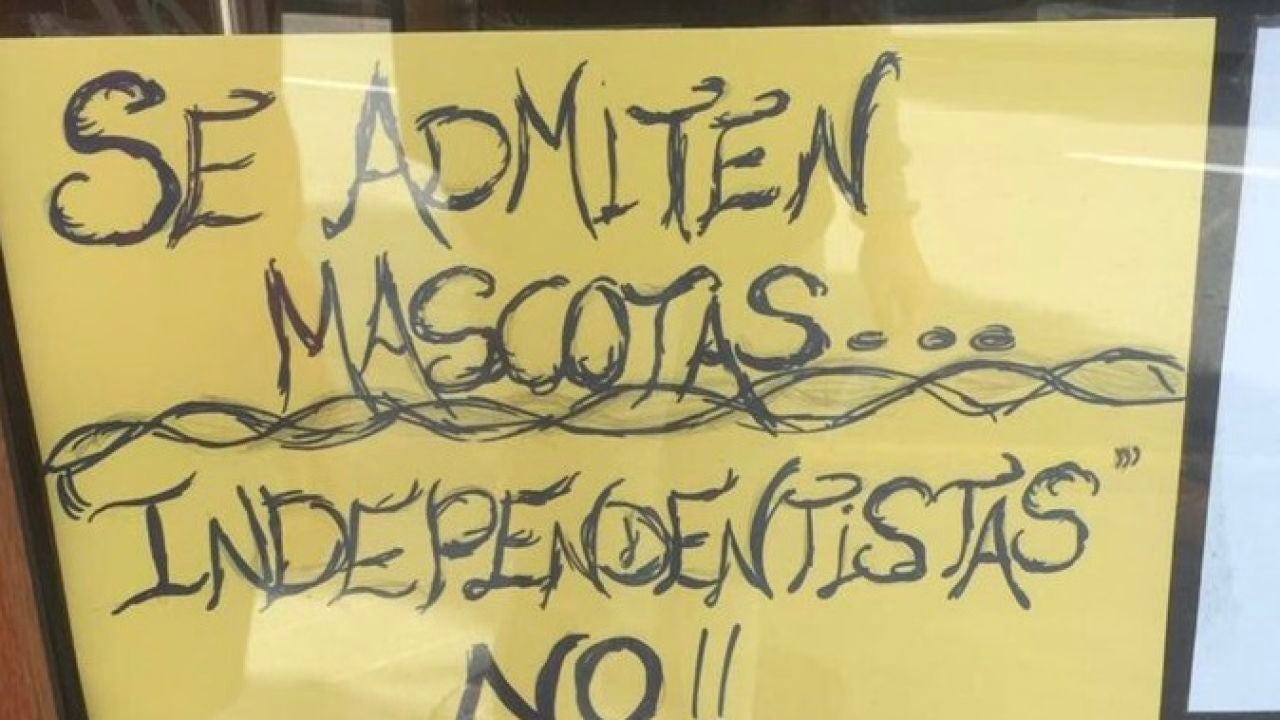 SE ADMITEN
MASCOTAS...
"INDEPENDENTISTAS"
NO!!